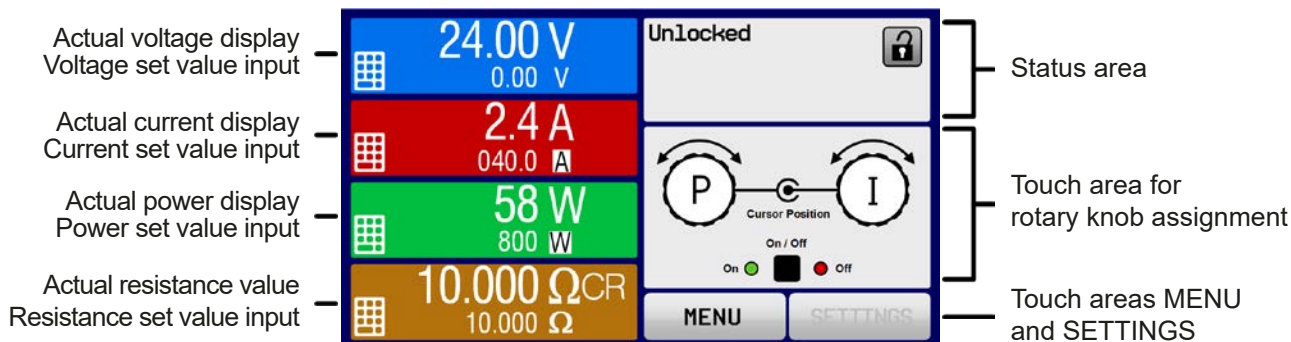 Actual voltage display
Voltage set value input
Actual current display
Current set value input
Actual power display
Power set value input
Actual resistance value
Resistance set value input
24.00 V
0.00 V
2.4 A
040.0 A
58 W
800 W
10.000 ΩCR
10.000 Ω
Unlocked
P
I
Cursor Position
On / Off
On
Off
MENU
SETTINGS
Status area
Touch area for
rotary knob assignment
Touch areas MENU
and SETTINGS